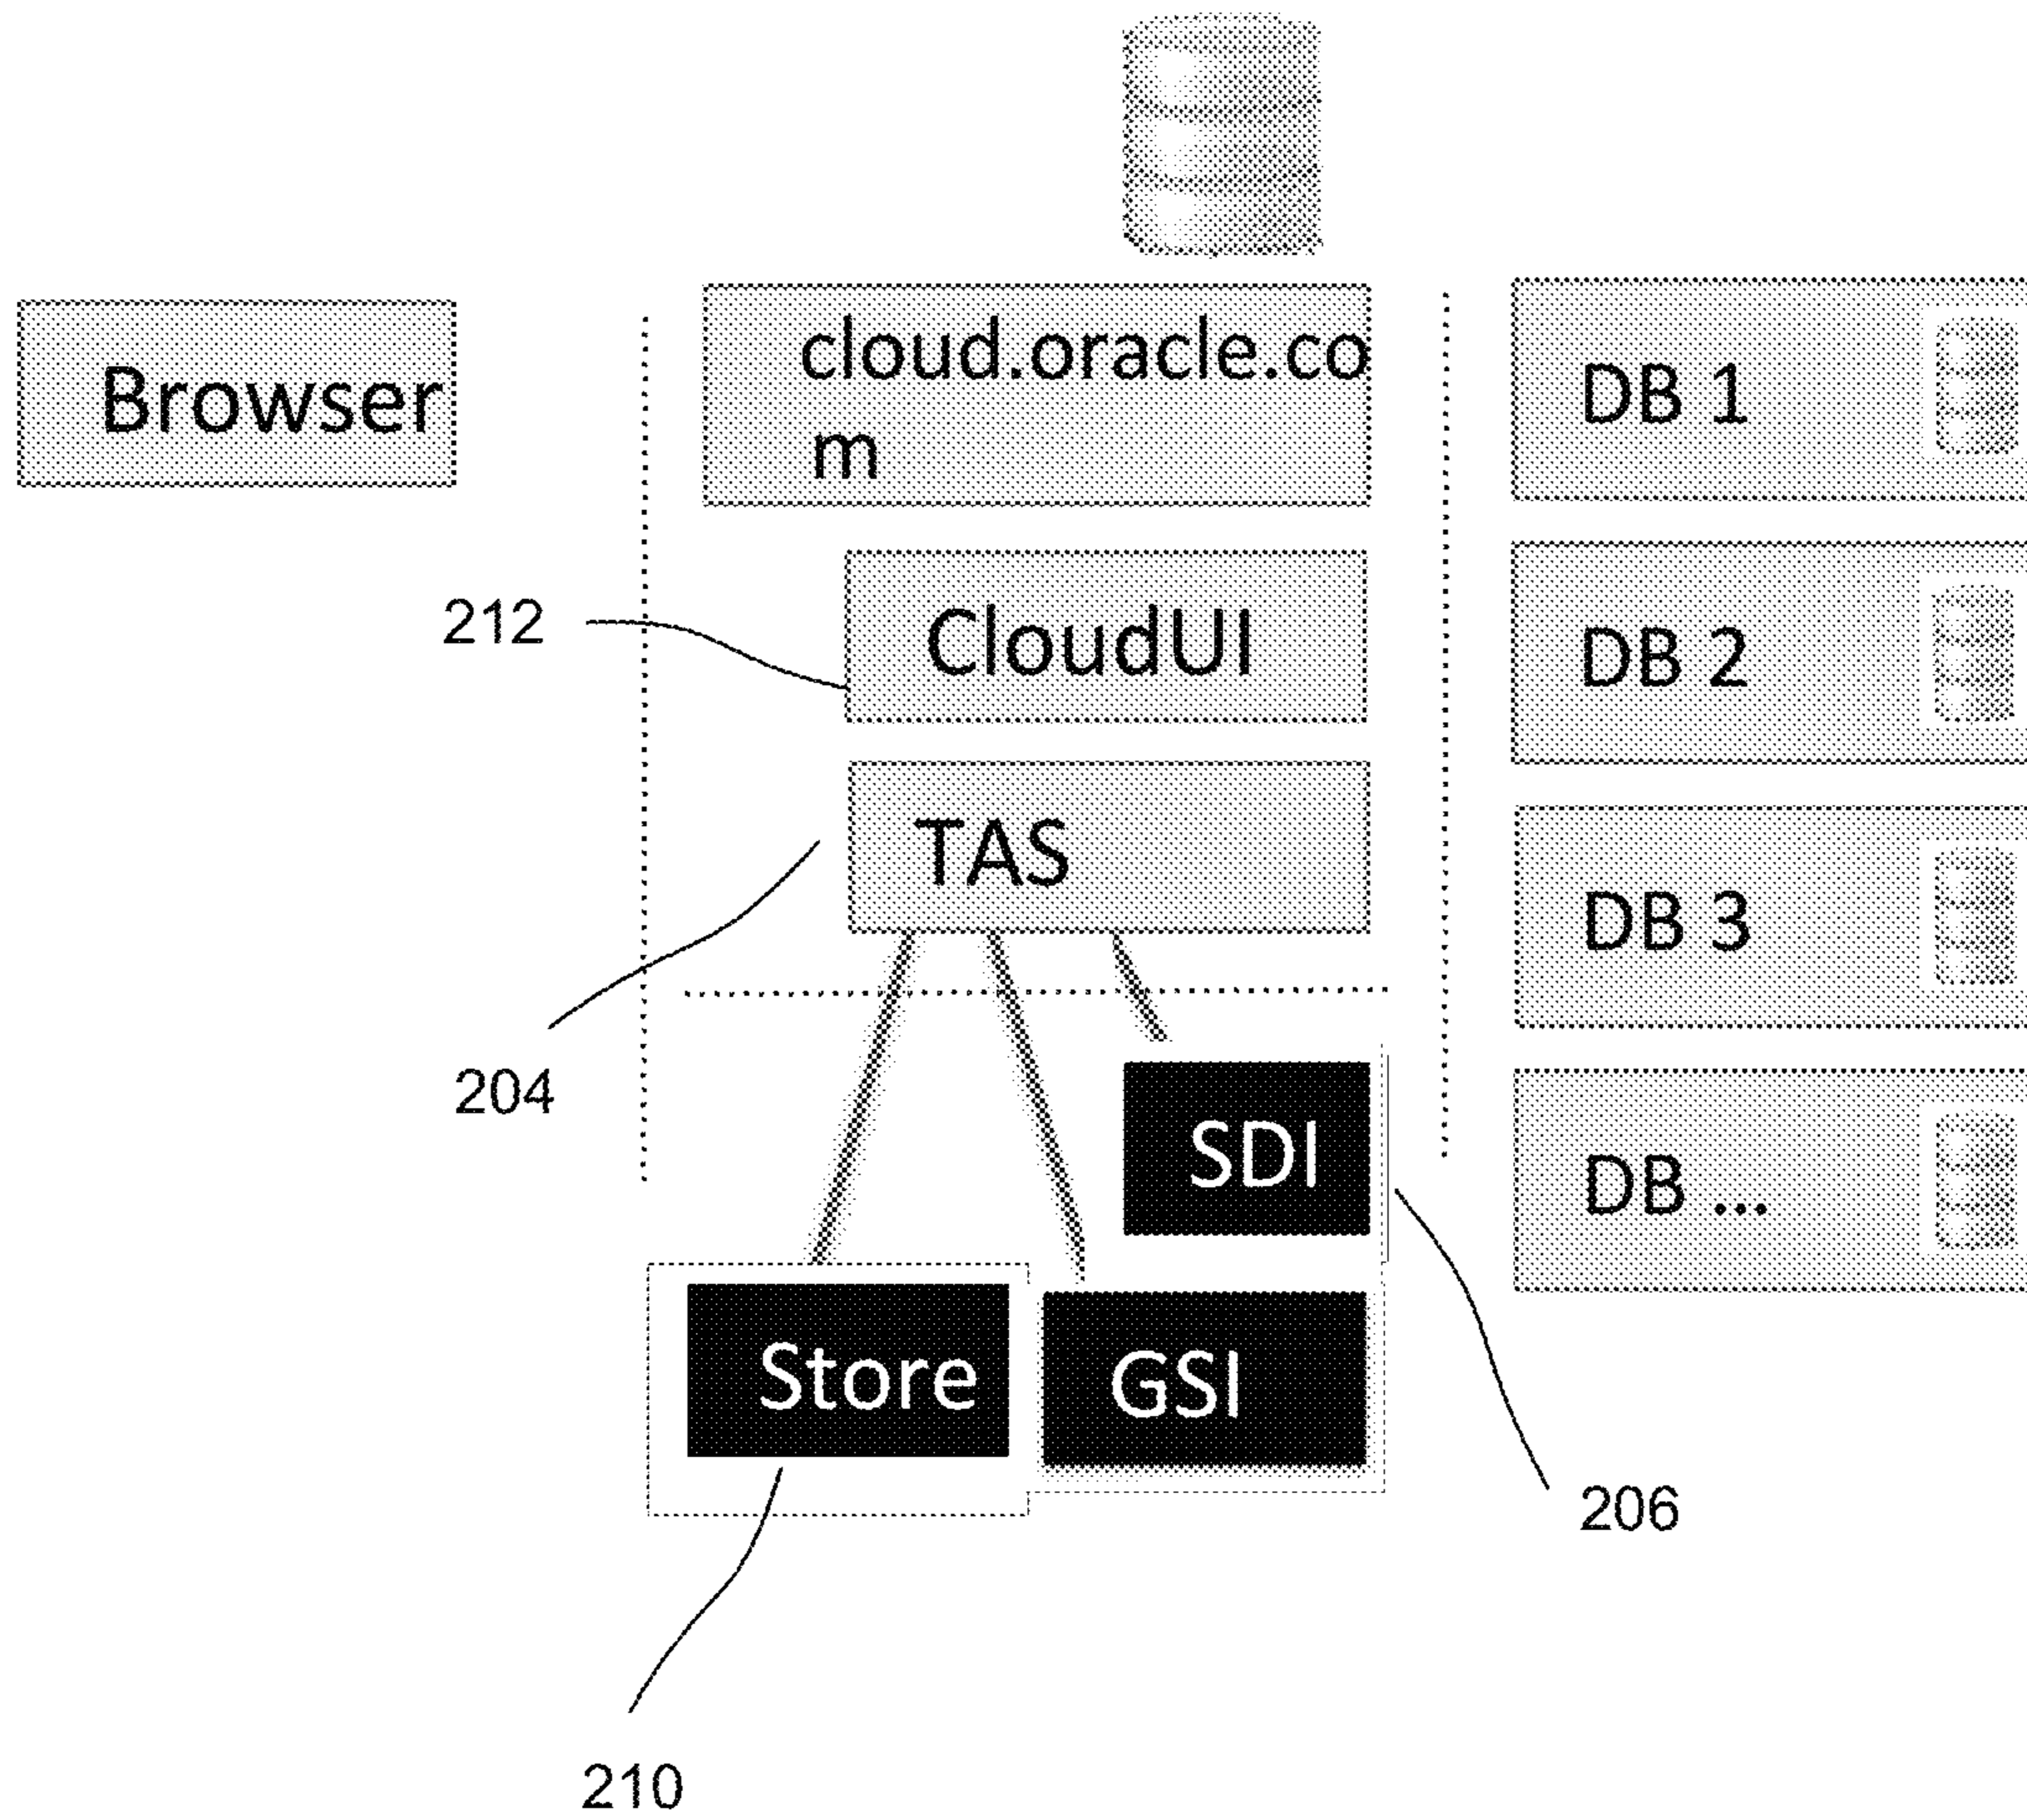 Browser
cloud.oracle.co
m
DB 1
212
CloudUI
DB 2
TAS
DB 3
204
SDI
DB ...
Store
GSI
206
210